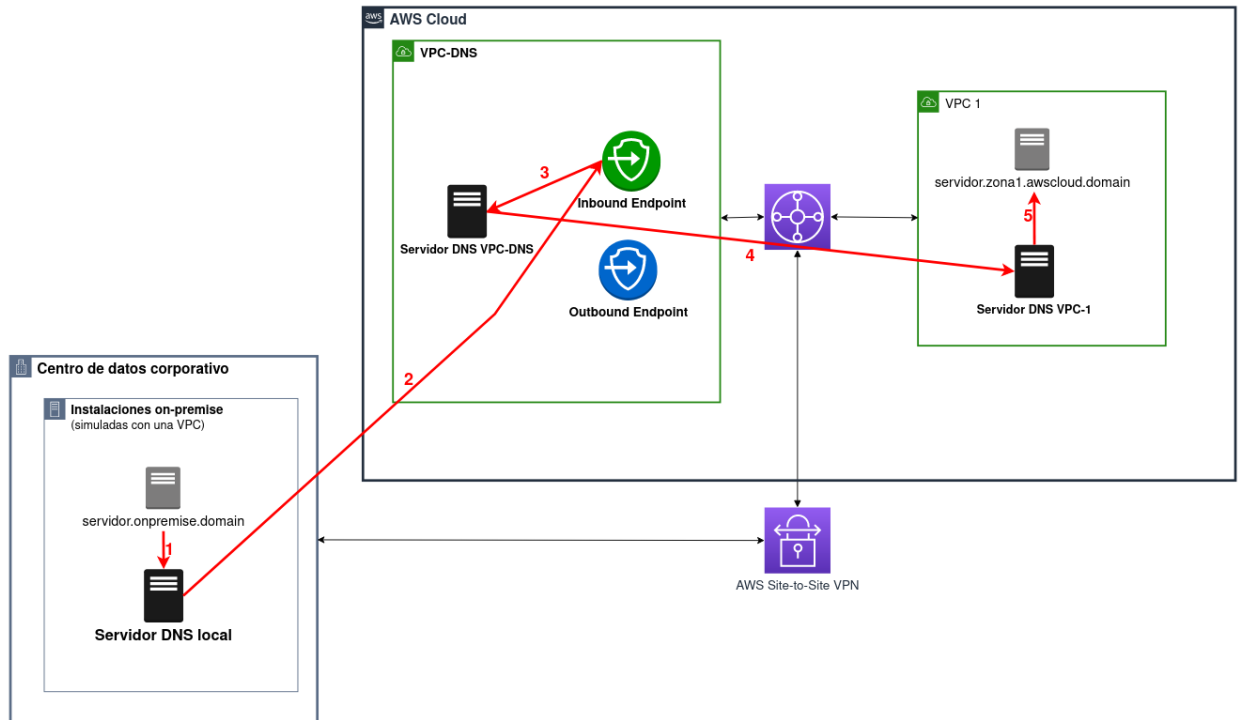 aws
AWS Cloud
VPC-DNS
VPC 1
servidor.zona1.awscloud.domain
3
Inbound Endpoint
5
Servidor DNS VPC-DNS
4
Outbound Endpoint
Servidor DNS VPC-1
2
Centro de datos corporativo
Instalaciones on-premise
(simuladas con una VPC)
servidor.onpremise.domain
1
AWS Site-to-Site VPN
Servidor DNS local